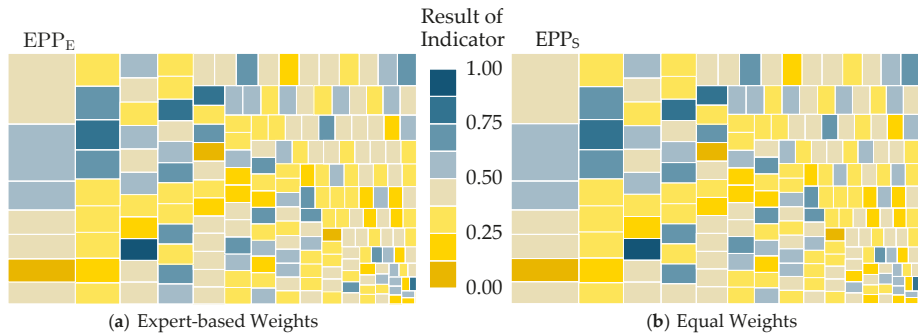 EPP_E
Result of
Indicator
EPP_S
1.00
0.75
0.50
0.25
0.00
(a) Expert-based Weights
(b) Equal Weights